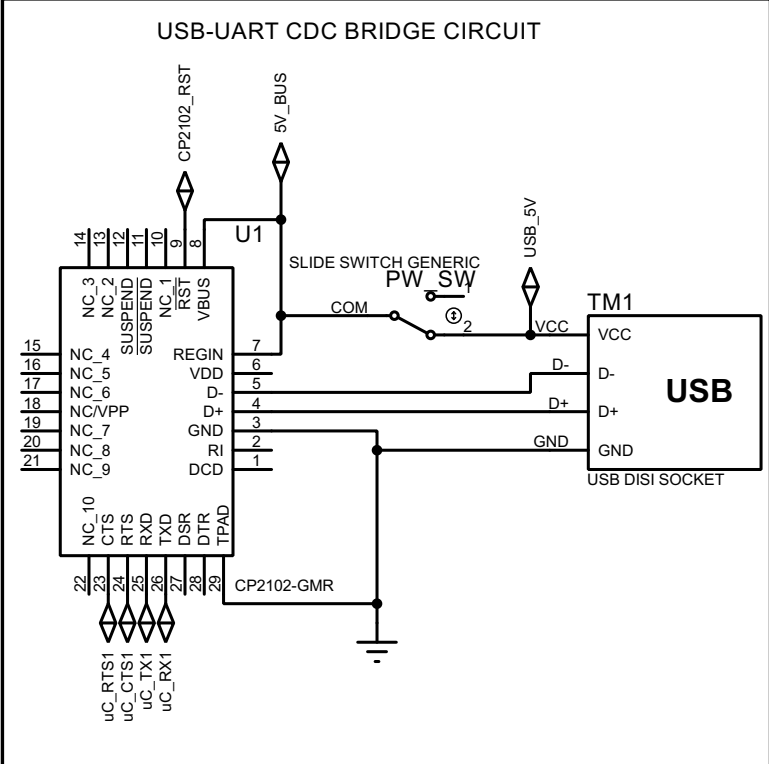 USB-UART CDC BRIDGE CIRCUIT
CP2102_RST
5V_BUS
USB_5V
14
13
12
11
10
9
8
U1
NC_3
NC_2
SUSPEND
SUSPEND
NC_1
RST
VBUS
SLIDE SWITCH GENERIC
PW_SW
1
COM
2
VCC
TM1
VCC
D-
D-
USB
D+
D+
GND
GND
USB DISI SOCKET
15
NC_4
REGIN
7
16
NC_5
VDD
6
17
NC_6
D-
5
18
NC/VPP
D+
4
19
NC_7
GND
3
20
NC_8
RI
2
21
NC_9
DCD
1
NC_10
CTS
RTS
RXD
TXD
DSR
DTR
TPAD
22
23
24
25
26
27
28
29
CP2102-GMR
uC_RTS1
uC_CTS1
uC_TX1
uC_RX1